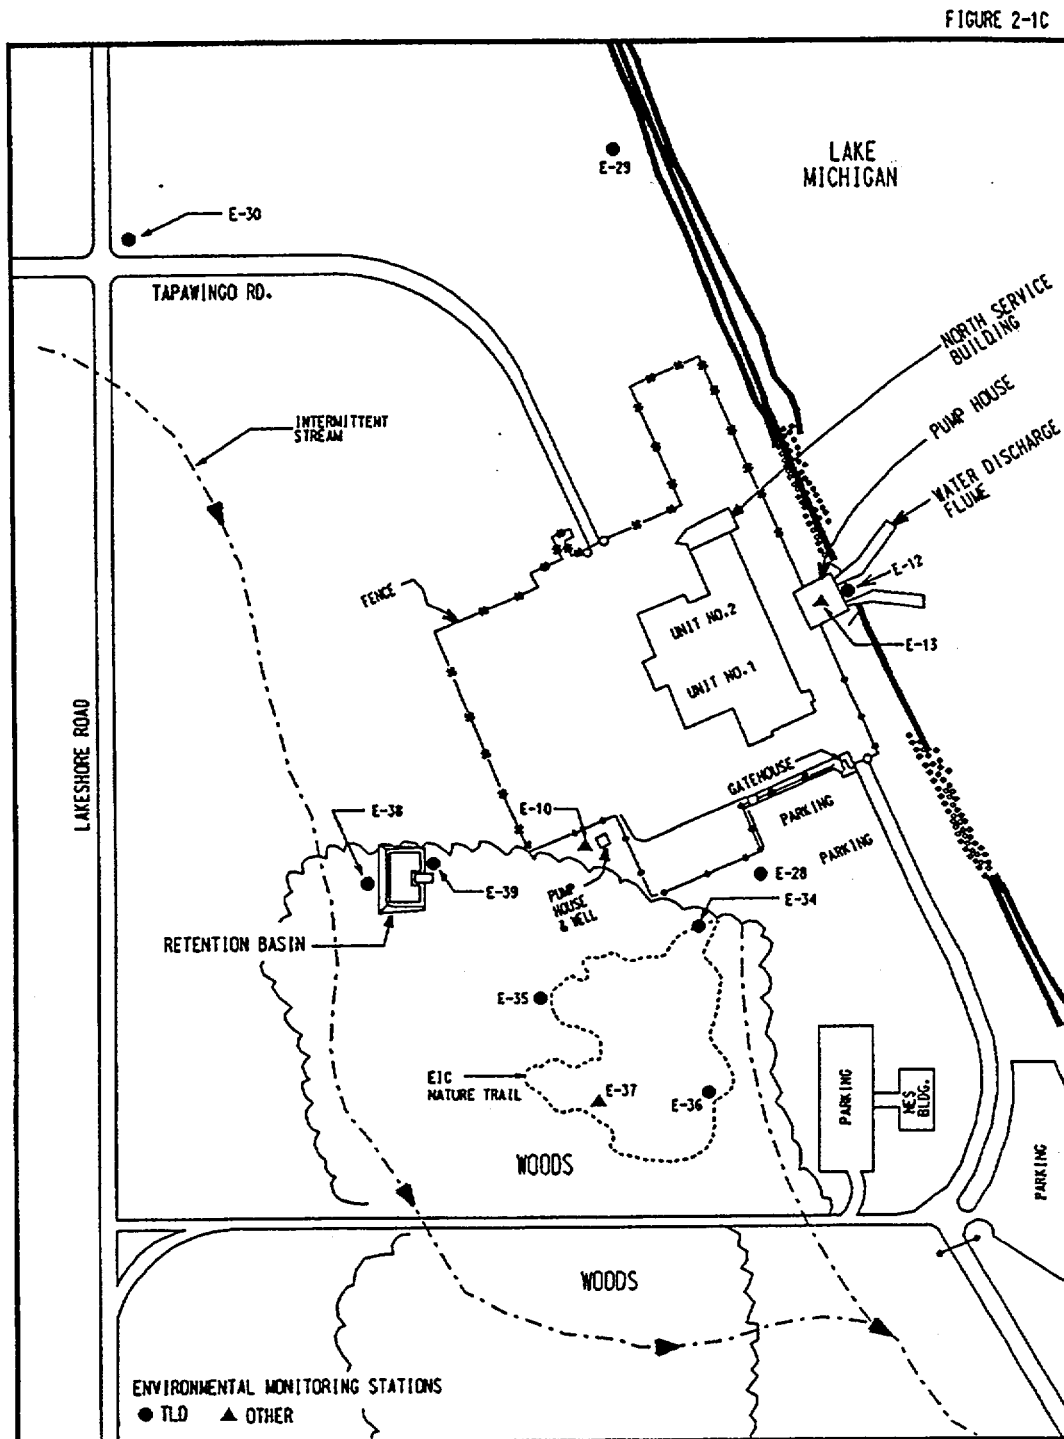 FIGURE 2-1C
LAKE
MICHIGAN
E-29
E-30
TAPAWINGO RD.
NORTH SERVICE
BUILDING
PUMP HOUSE
WATER DISCHARGE
FLUME
INTERMITTENT
STREAM
E-12
FENCE
UNIT NO.2
E-13
UNIT NO.1
LAKESHORE ROAD
GATEHOUSE
PARKING
E-38
E-10
PARKING
E-39
PUMP
HOUSE
& WELL
E-28
E-34
RETENTION BASIN
E-35
EIC
NATURE TRAIL
E-37
E-36
PARKING
NES
BLDG.
PARKING
WOODS
WOODS
ENVIRONMENTAL MONITORING STATIONS
TLD OTHER